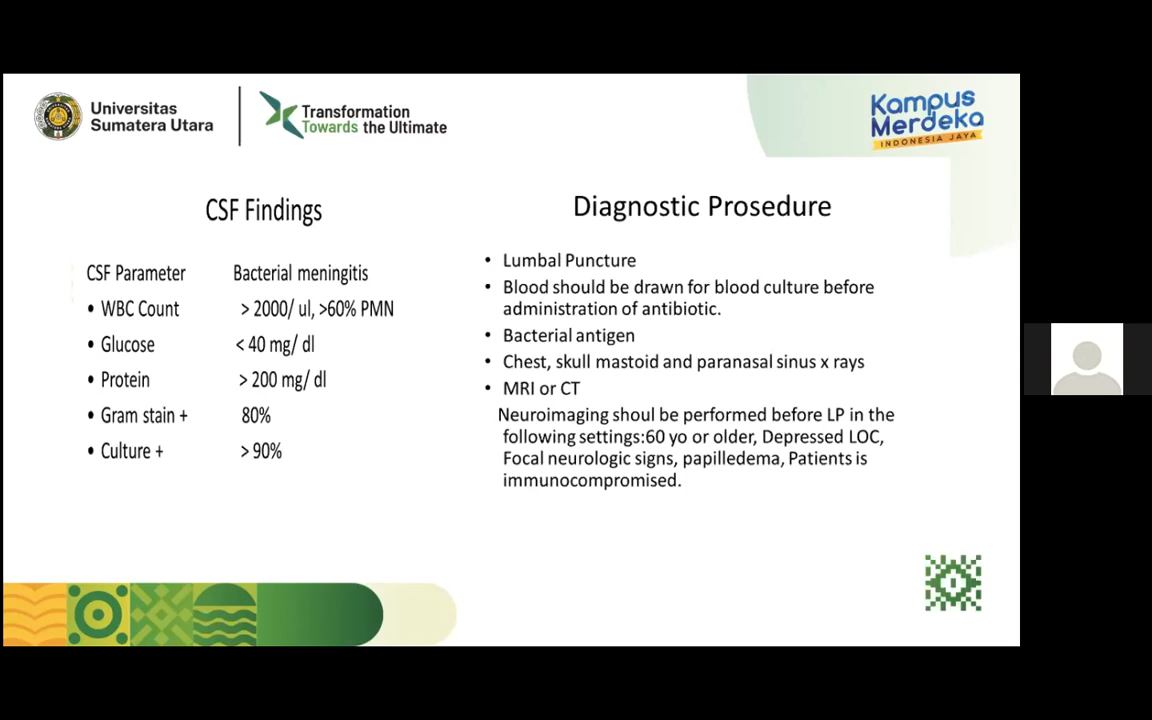 Universitas
Sumatera Utara
Transformation
Towards the Ultimate
Kampus
Merdeka
INDONESIA JAYA
CSF Findings
CSF Parameter Bacterial meningitis
• WBC Count > 2000/ ul, >60% PMN
• Glucose < 40 mg/ dl
• Protein > 200 mg/ dl
• Gram stain + 80%
• Culture + > 90%
Diagnostic Prosedure
• Lumbal Puncture
• Blood should be drawn for blood culture before
administration of antibiotic.
• Bacterial antigen
• Chest, skull mastoid and paranasal sinus x rays
• MRI or CT
Neuroimaging shoul be performed before LP in the
following settings:60 yo or older, Depressed LOC,
Focal neurologic signs, papilledema, Patients is
immunocompromised.